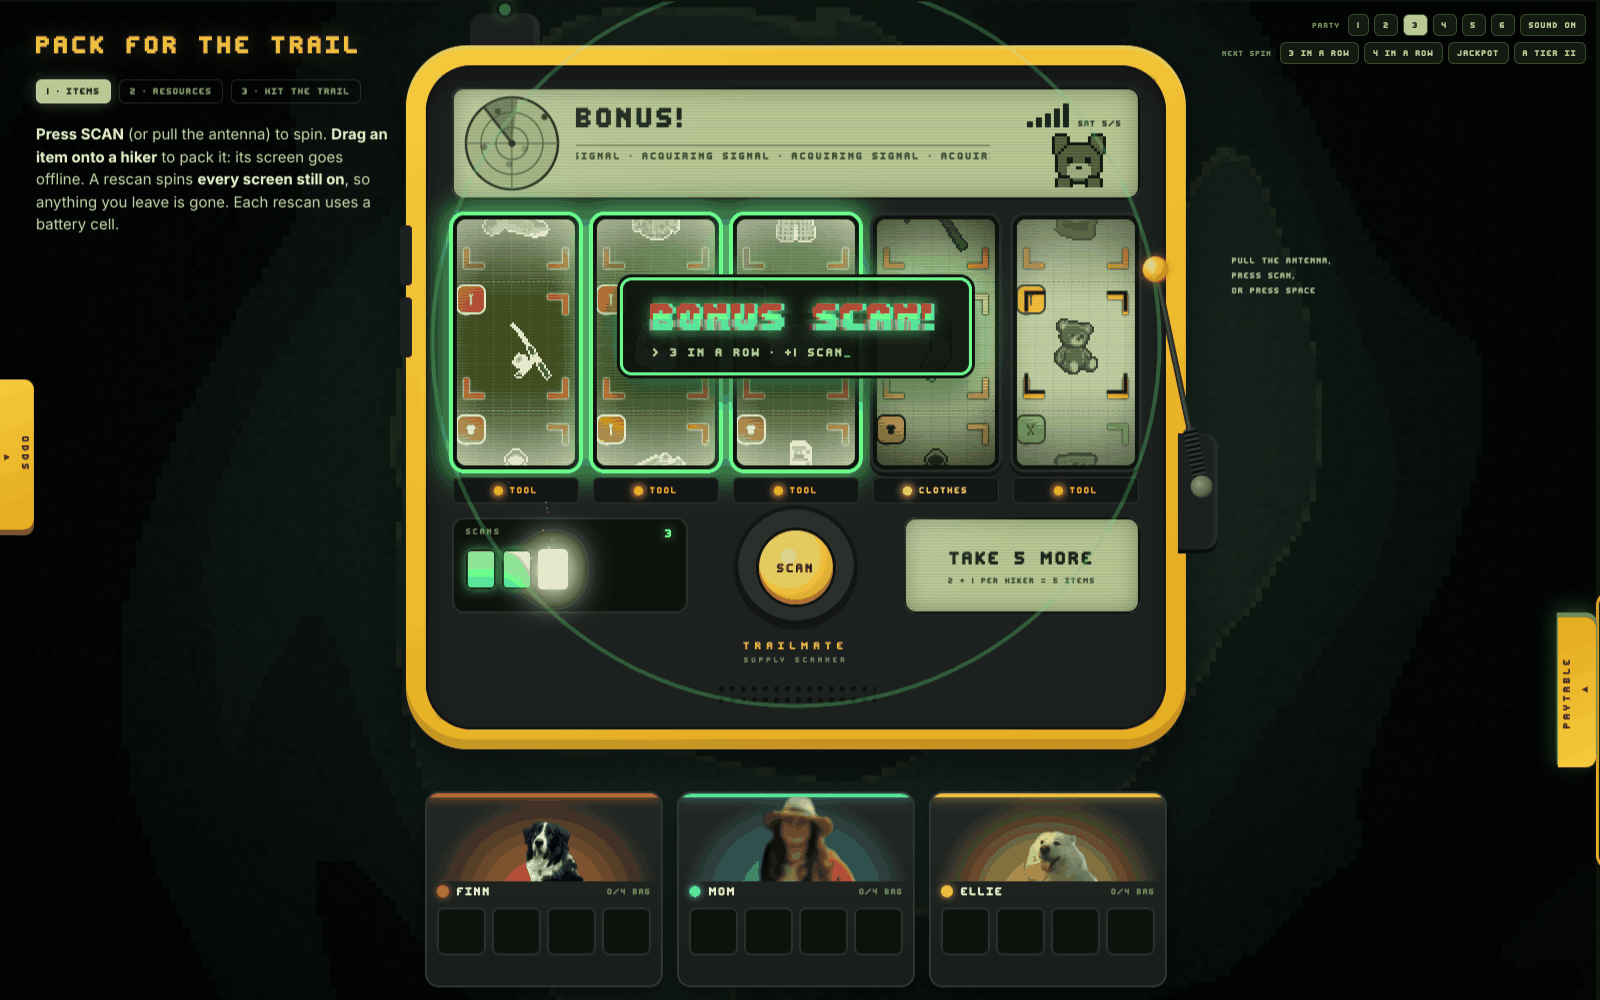 PACK FOR THE TRAIL
1 · ITEMS
2 · RESOURCES
3 · HIT THE TRAIL
Press SCAN (or pull the antenna) to spin. Drag an
item onto a hiker to pack it: its screen goes
offline. A rescan spins every screen still on, so
anything you leave is gone. Each rescan uses a
battery cell.
PARTY 1 2 3 4 5 6 SOUND ON
NEXT SPIN 3 IN A ROW 4 IN A ROW JACKPOT A TIER II
BONUS!
SAT 5/5
SIGNAL · ACQUIRING SIGNAL · ACQUIRING SIGNAL · ACQUIR
BONUS SCAN!
> 3 IN A ROW · +1 SCAN_
PULL THE ANTENNA,
PRESS SCAN,
OR PRESS SPACE
TOOL
TOOL
TOOL
CLOTHES
TOOL
SCANS 3
SCAN
TAKE 5 MORE
2 + 1 PER HIKER = 5 ITEMS
TRAILMATE
SUPPLY SCANNER
ODDS
PAYTABLE
FINN 0/4 BAG
MOM 0/4 BAG
ELLIE 0/4 BAG